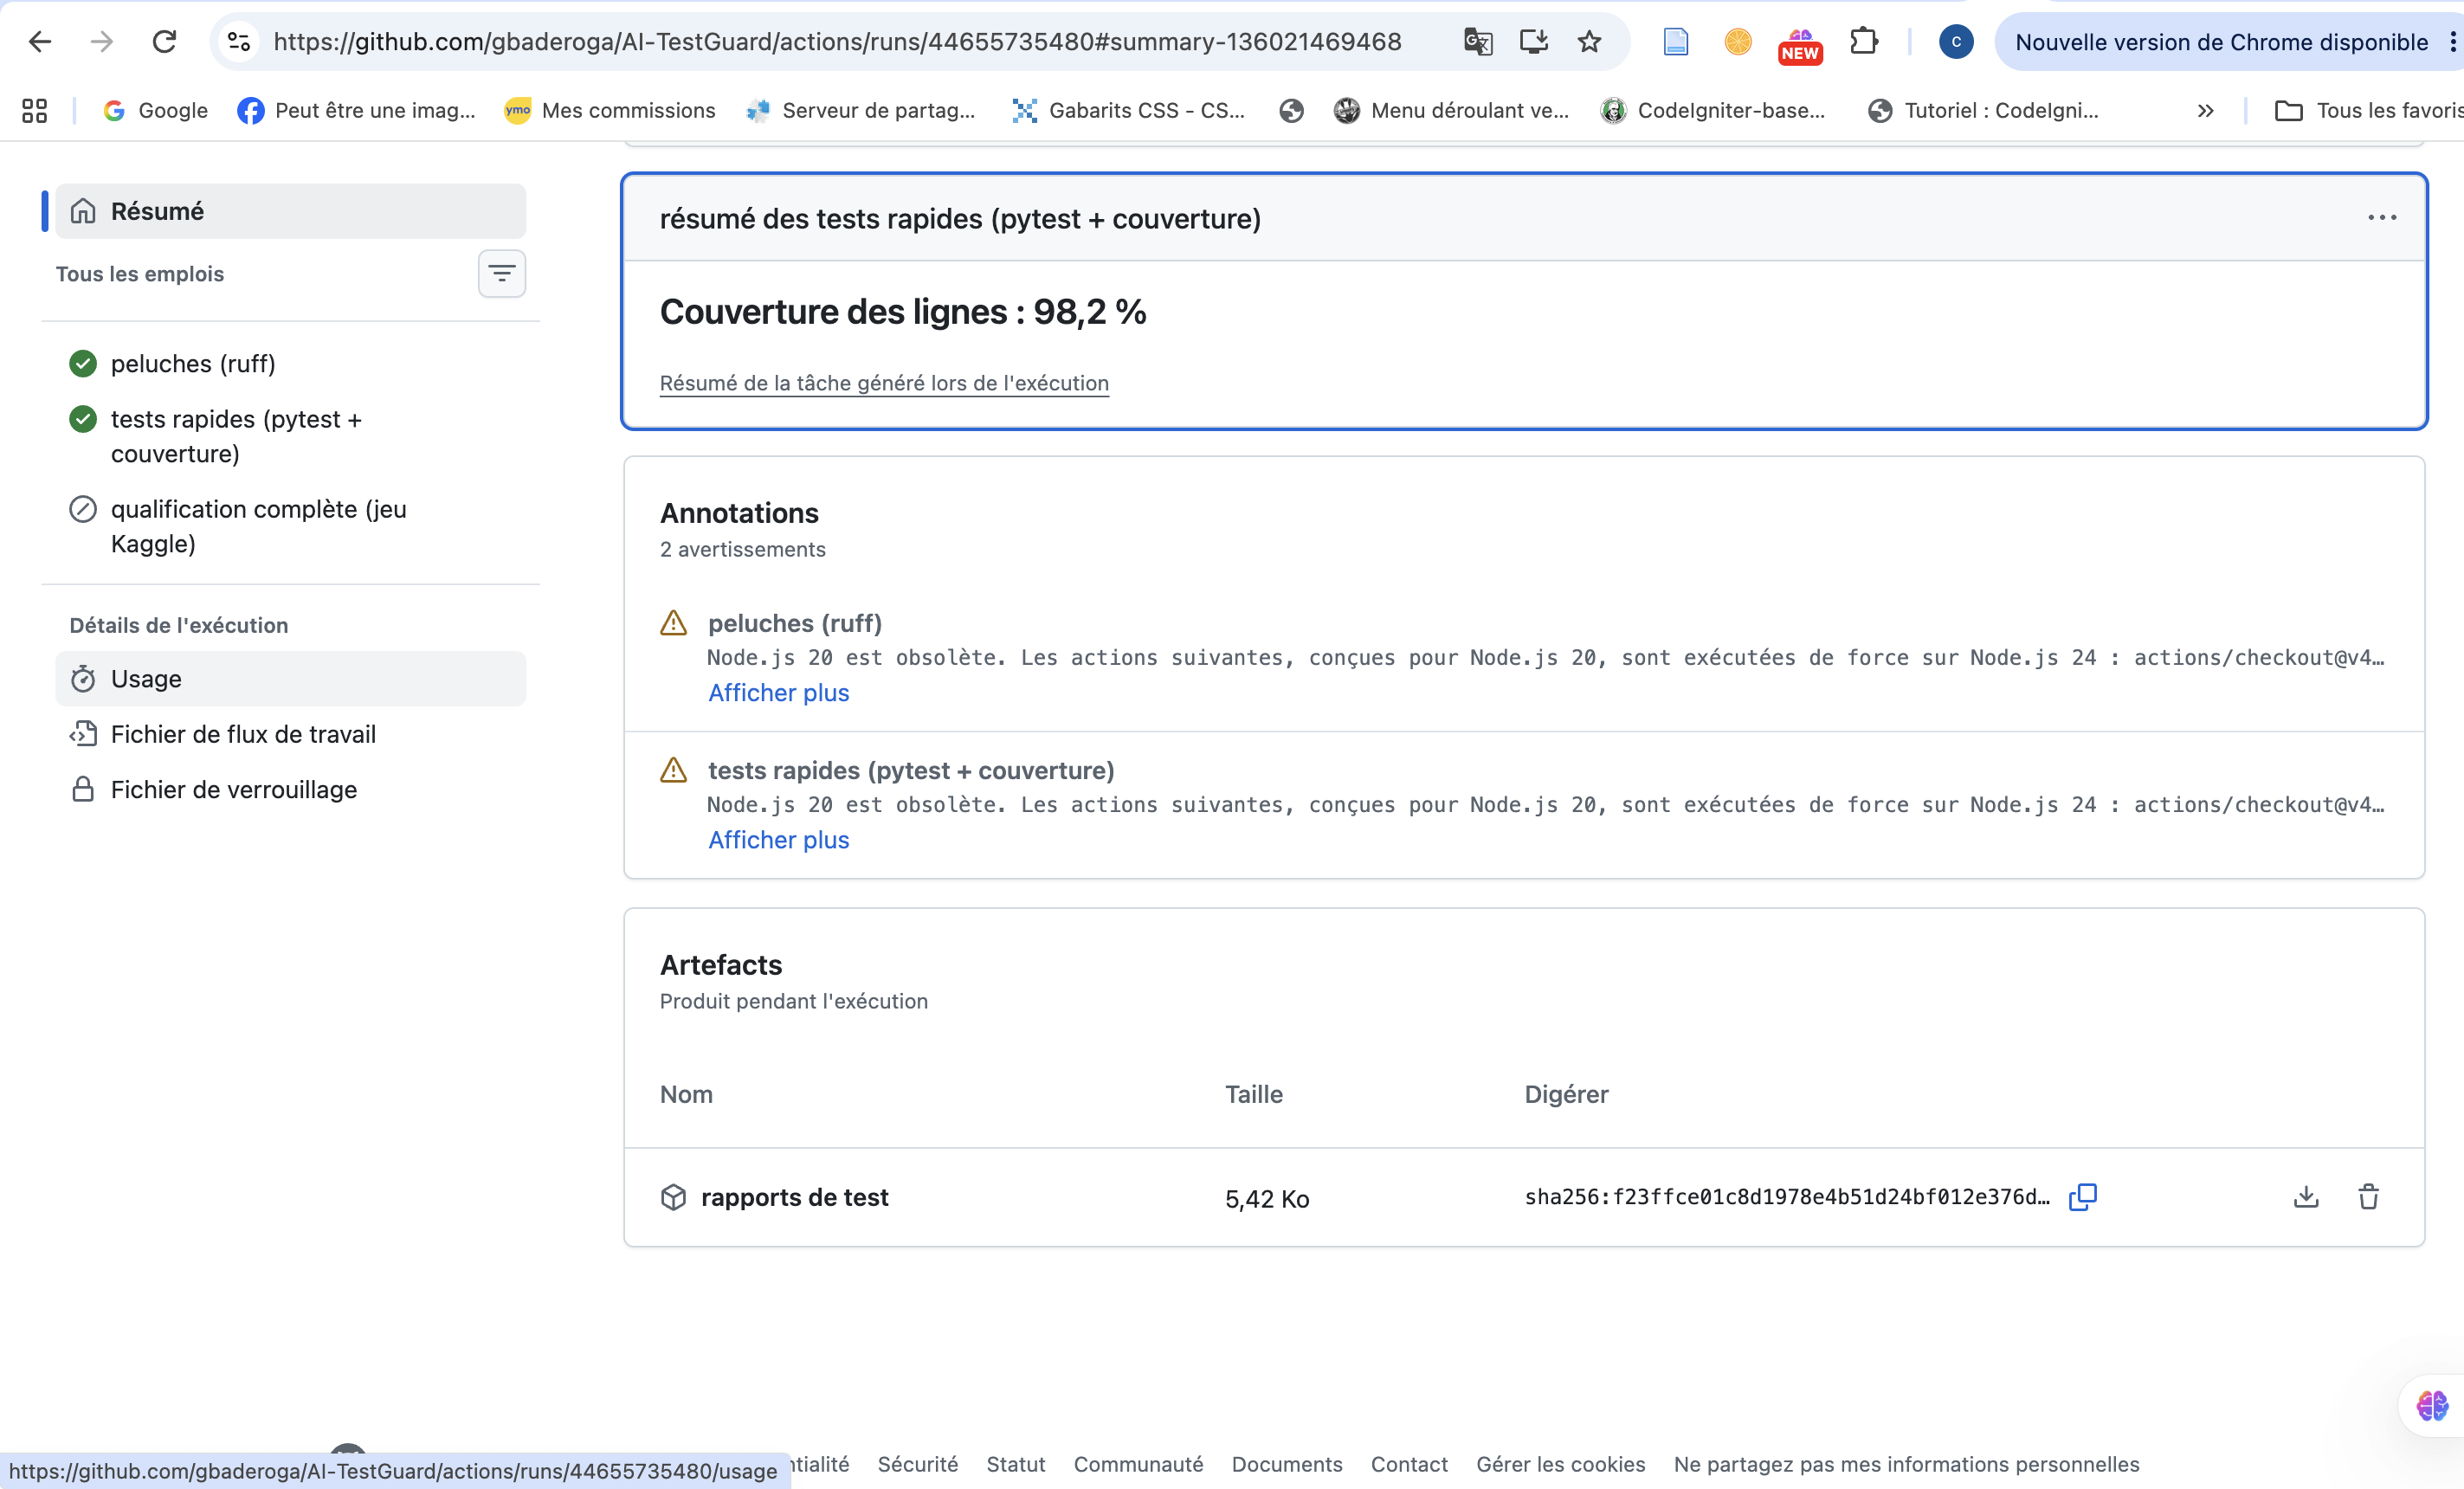 https://github.com/gbaderoga/AI-TestGuard/actions/runs/44655735480#summary-136021469468
NEW
C
Nouvelle version de Chrome disponible
Google
Peut être une imag...
ymo
Mes commissions
Serveur de partag...
Gabarits CSS - CS...
Menu déroulant ve...
CodeIgniter-base...
Tutoriel : CodeIgni...
»
Tous les favoris
Résumé
Tous les emplois
peluches (ruff)
tests rapides (pytest +
couverture)
qualification complète (jeu
Kaggle)
Détails de l'exécution
Usage
Fichier de flux de travail
Fichier de verrouillage
résumé des tests rapides (pytest + couverture)
Couverture des lignes : 98,2 %
Résumé de la tâche généré lors de l'exécution
Annotations
2 avertissements
peluches (ruff)
Node.js 20 est obsolète. Les actions suivantes, conçues pour Node.js 20, sont exécutées de force sur Node.js 24 : actions/checkout@v4…
Afficher plus
tests rapides (pytest + couverture)
Node.js 20 est obsolète. Les actions suivantes, conçues pour Node.js 20, sont exécutées de force sur Node.js 24 : actions/checkout@v4…
Afficher plus
Artefacts
Produit pendant l'exécution
Nom Taille Digérer
rapports de test 5,42 Ko sha256:f23ffce01c8d1978e4b51d24bf012e376d…
ntialité Sécurité Statut Communauté Documents Contact Gérer les cookies Ne partagez pas mes informations personnelles
https://github.com/gbaderoga/AI-TestGuard/actions/runs/44655735480/usage